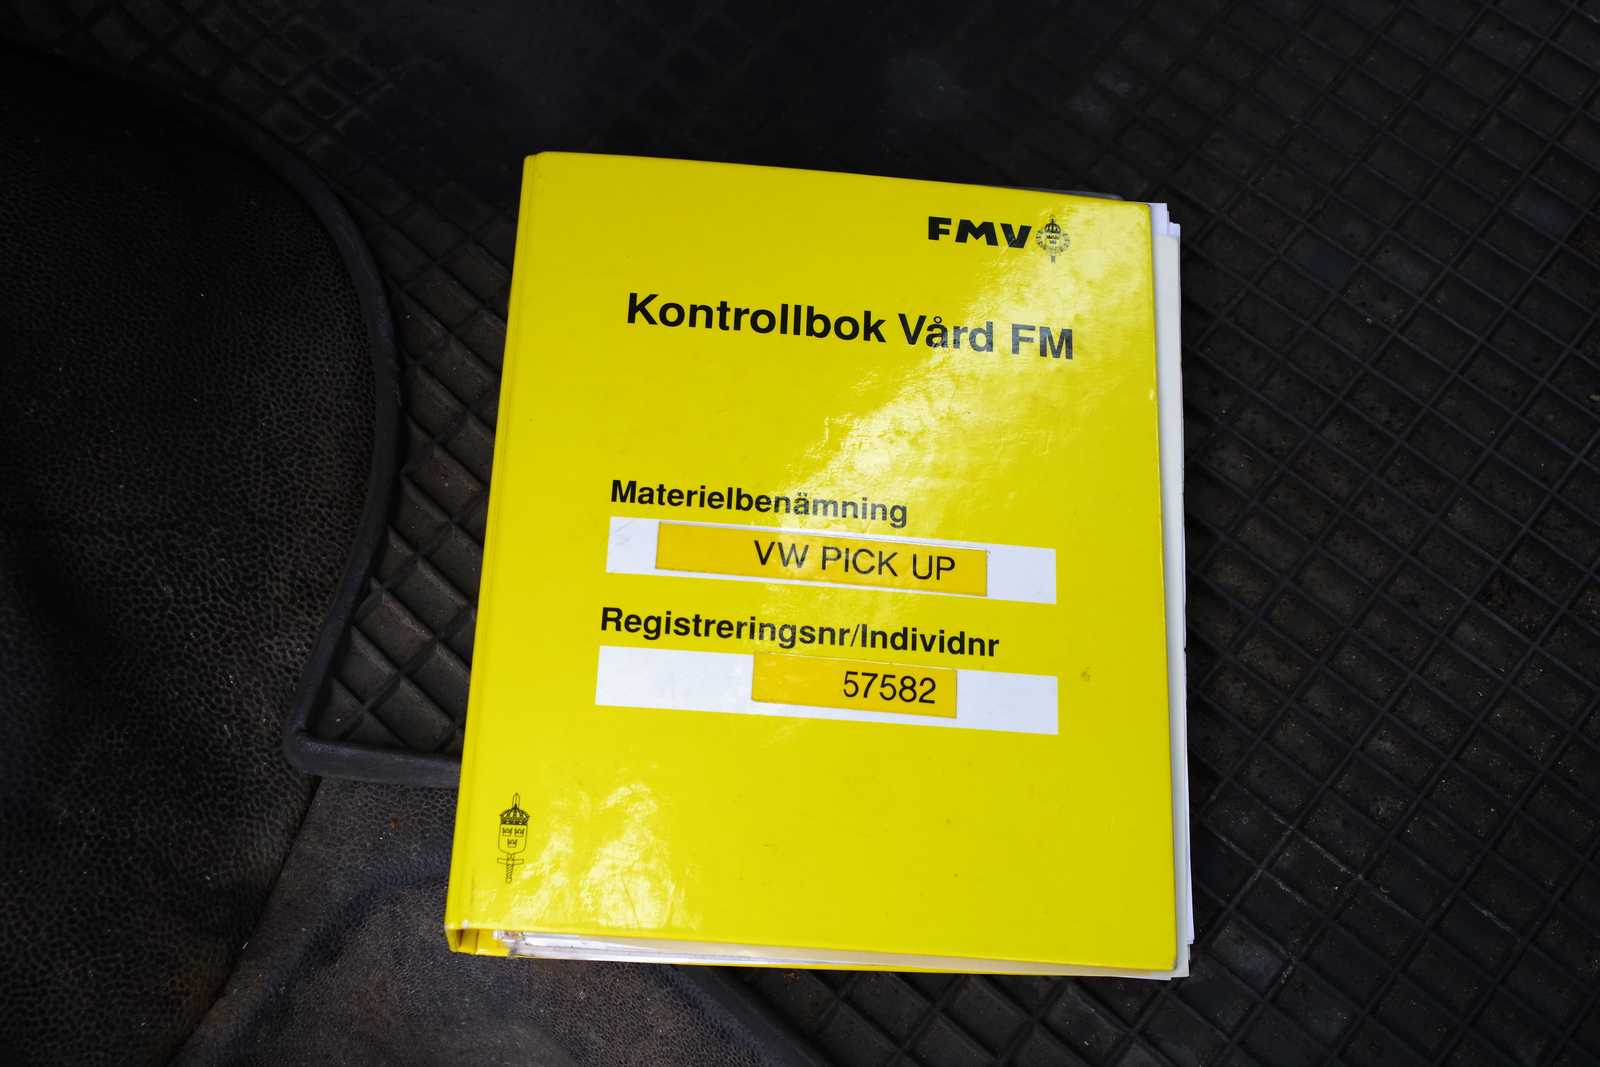 FMV
Kontrollbok Vård FM
Materielbenämning
VW PICK UP
Registreringsnr/Individnr
57582